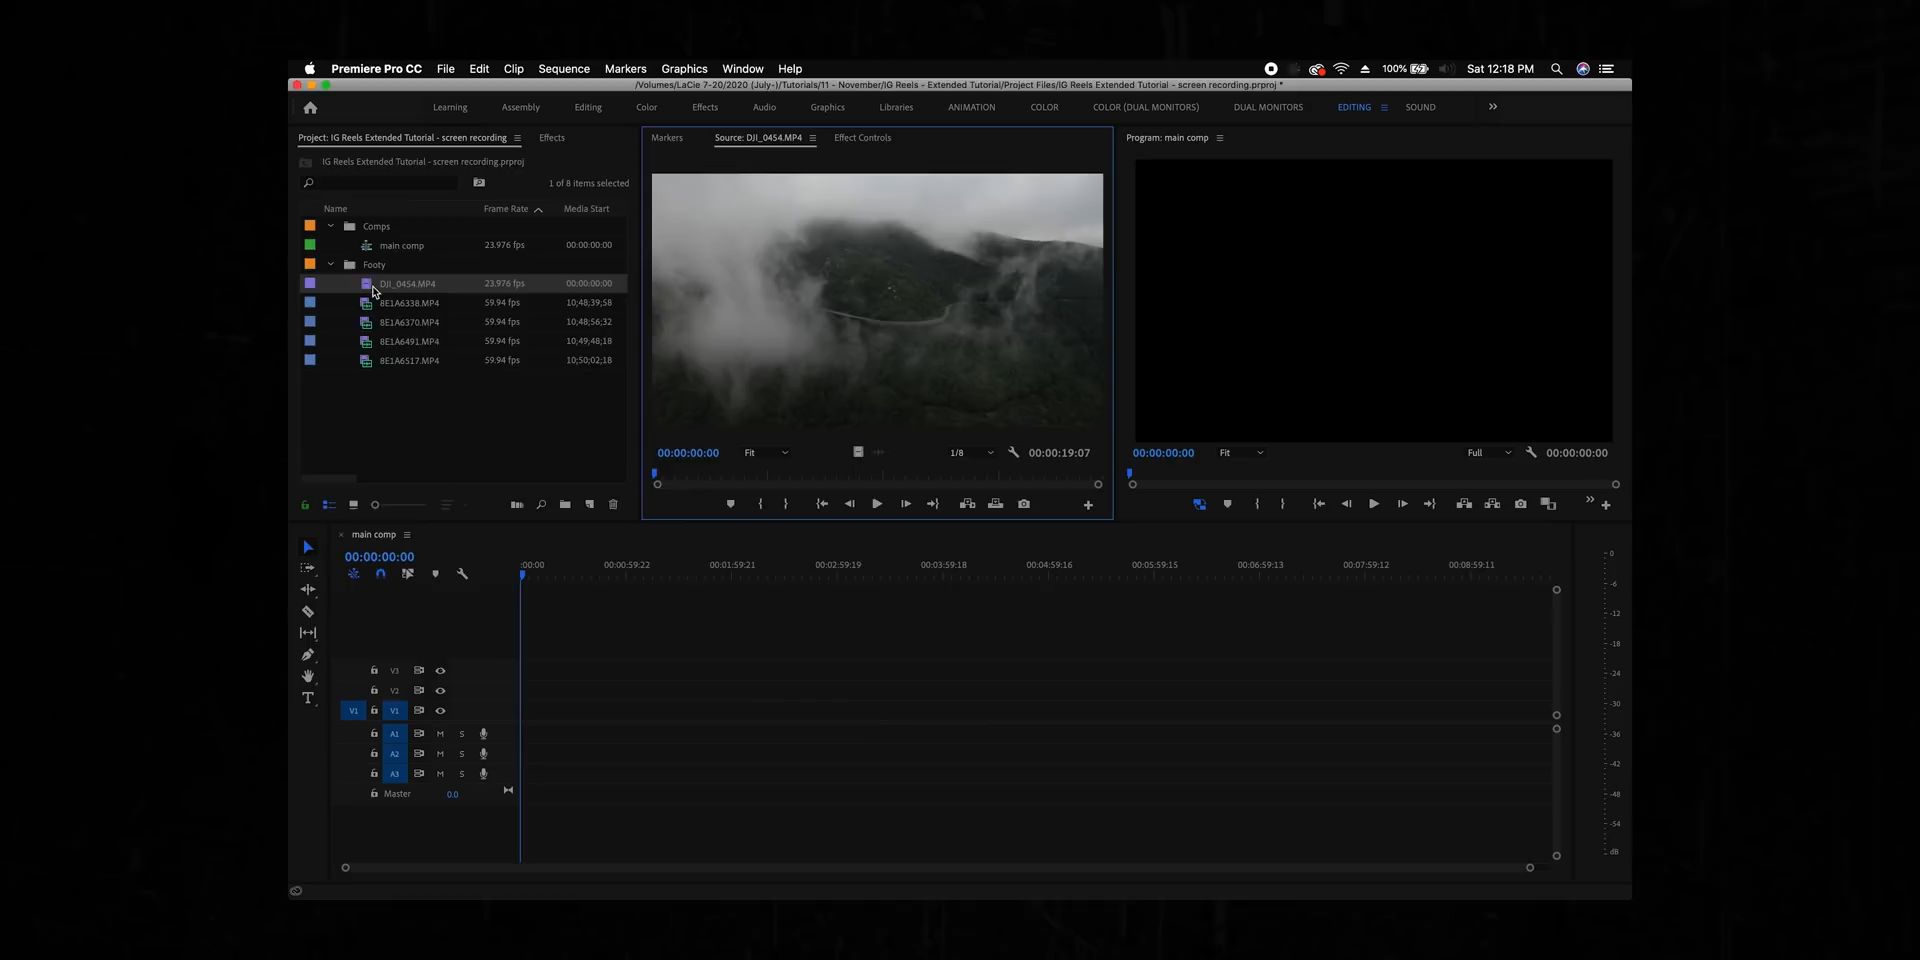 Premiere Pro CC File Edit Clip Sequence Markers Graphics Window Help 100% Sat 12:18 PM
/Volumes/LaCie 7-20/2020 (July-)/Tutorials/11 - November/IG Reels - Extended Tutorial/Project Files/IG Reels Extended Tutorial - screen recording.prproj *
Learning Assembly Editing Color Effects Audio Graphics Libraries ANIMATION COLOR COLOR (DUAL MONITORS) DUAL MONITORS EDITING SOUND
Project: IG Reels Extended Tutorial - screen recording Effects
IG Reels Extended Tutorial - screen recording.prproj
1 of 8 items selected
Name Frame Rate Media Start
Comps
main comp 23.976 fps 00:00:00:00
Footy
DJI_0454.MP4 23.976 fps 00:00:00:00
8E1A6338.MP4 59.94 fps 10;48;39;58
8E1A6370.MP4 59.94 fps 10;48;56;32
8E1A6491.MP4 59.94 fps 10;49;48;18
8E1A6517.MP4 59.94 fps 10;50;02;18
Markers Source: DJI_0454.MP4 Effect Controls
00:00:00:00 Fit 1/8 00:00:19:07
Program: main comp
00:00:00:00 Fit Full 00:00:00:00
main comp
00:00:00:00
:00:00 00:00:59:22 00:01:59:21 00:02:59:19 00:03:59:18 00:04:59:16 00:05:59:15 00:06:59:13 00:07:59:12 00:08:59:11
V3
V2
V1 V1
A1 M S
A2 M S
A3 M S
Master 0.0
T
0
-6
-12
-18
-24
-30
-36
-42
-48
-54
dB